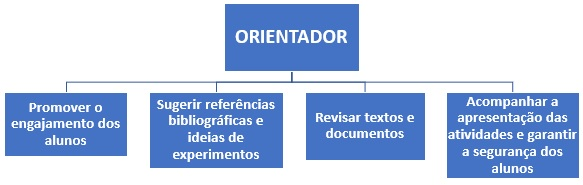 ORIENTADOR
Promover o
engajamento dos
alunos
Sugerir referências
bibliográficas e
ideias de
experimentos
Revisar textos e
documentos
Acompanhar a
apresentação das
atividades e garantir
a segurança dos
alunos